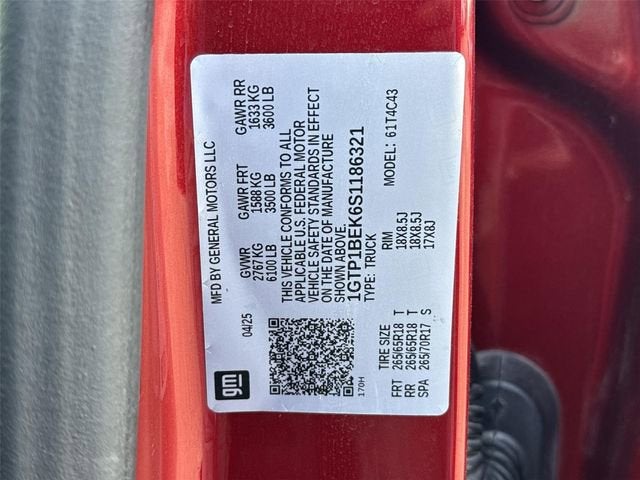 MFD BY GENERAL MOTORS LLC
04/25
GVWR GAWR FRT GAWR RR
2767 KG 1588 KG 1633 KG
6100 LB 3500 LB 3600 LB
THIS VEHICLE CONFORMS TO ALL
APPLICABLE U.S. FEDERAL MOTOR
VEHICLE SAFETY STANDARDS IN EFFECT
ON THE DATE OF MANUFACTURE
SHOWN ABOVE.
1GTP1BEK6S1186321
TYPE: TRUCK
MODEL: 61T4C43
170H
gm
TIRE SIZE RIM
FRT 265/65R18 T 18X8.5J
RR 265/65R18 T 18X8.5J
SPA 265/70R17 S 17X8J